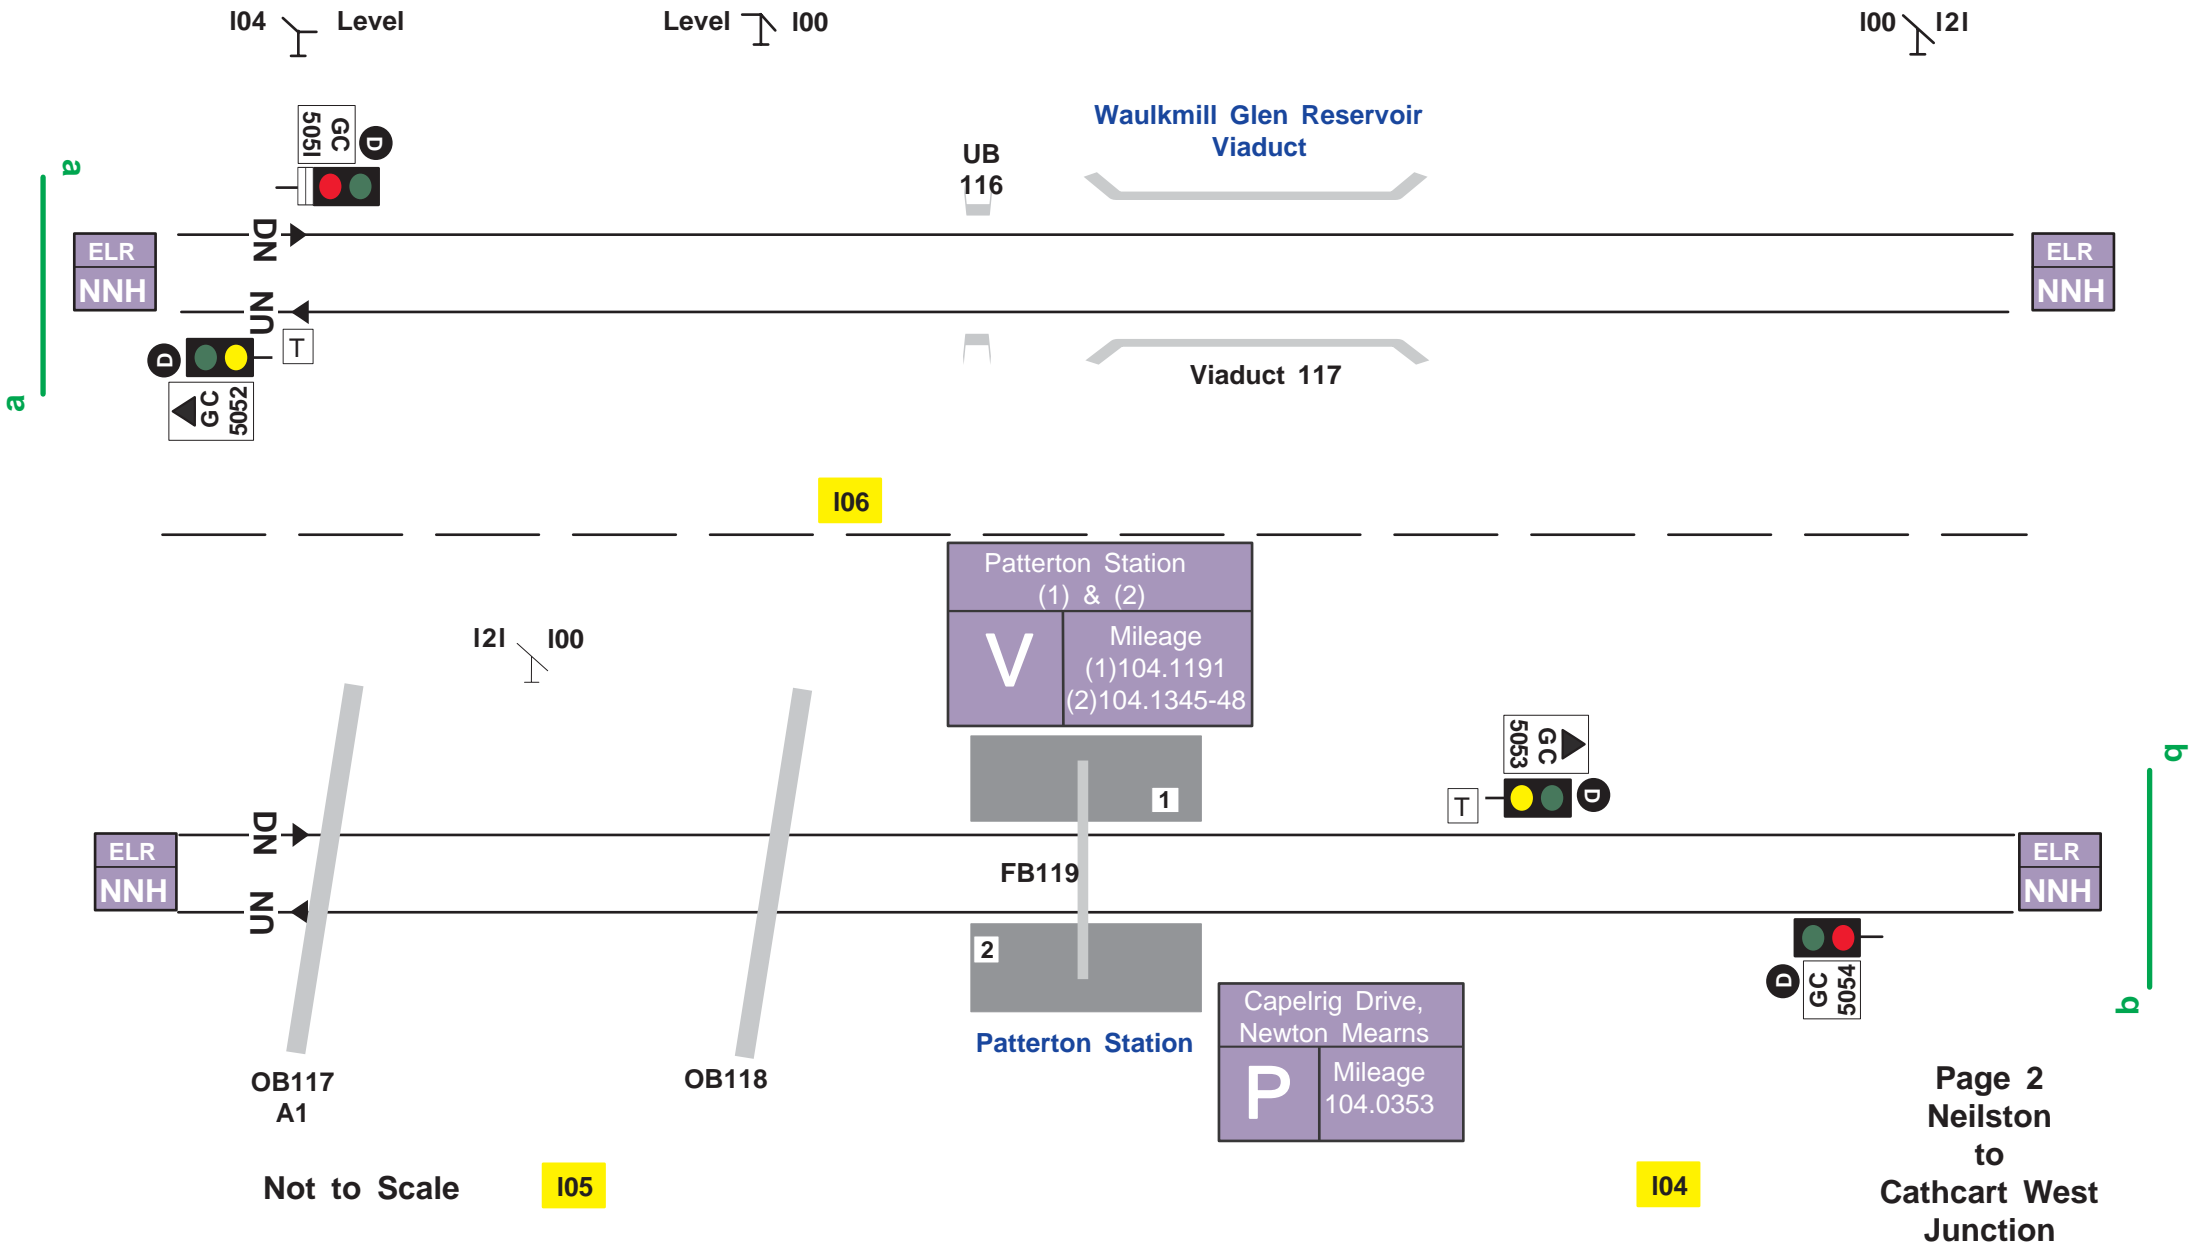 I04 Level
Level I00
I00 I2I
GC
505I
D
Waulkmill Glen Reservoir
Viaduct
UB
116
a
DN
ELR
NNH
ELR
NNH
UN
T
D
GC
5052
Viaduct 117
a
I06
Patterton Station
(1) & (2)
V
Mileage
(1)104.1191
(2)104.1345-48
I2I I00
GC
5053
b
1
T
D
DN
ELR
NNH
FB119
ELR
NNH
UN
2
D
GC
5054
b
Patterton Station
Capelrig Drive,
Newton Mearns
P
Mileage
104.0353
OB117
A1
OB118
Page 2
Neilston
to
Cathcart West
Junction
Not to Scale
I05
I04